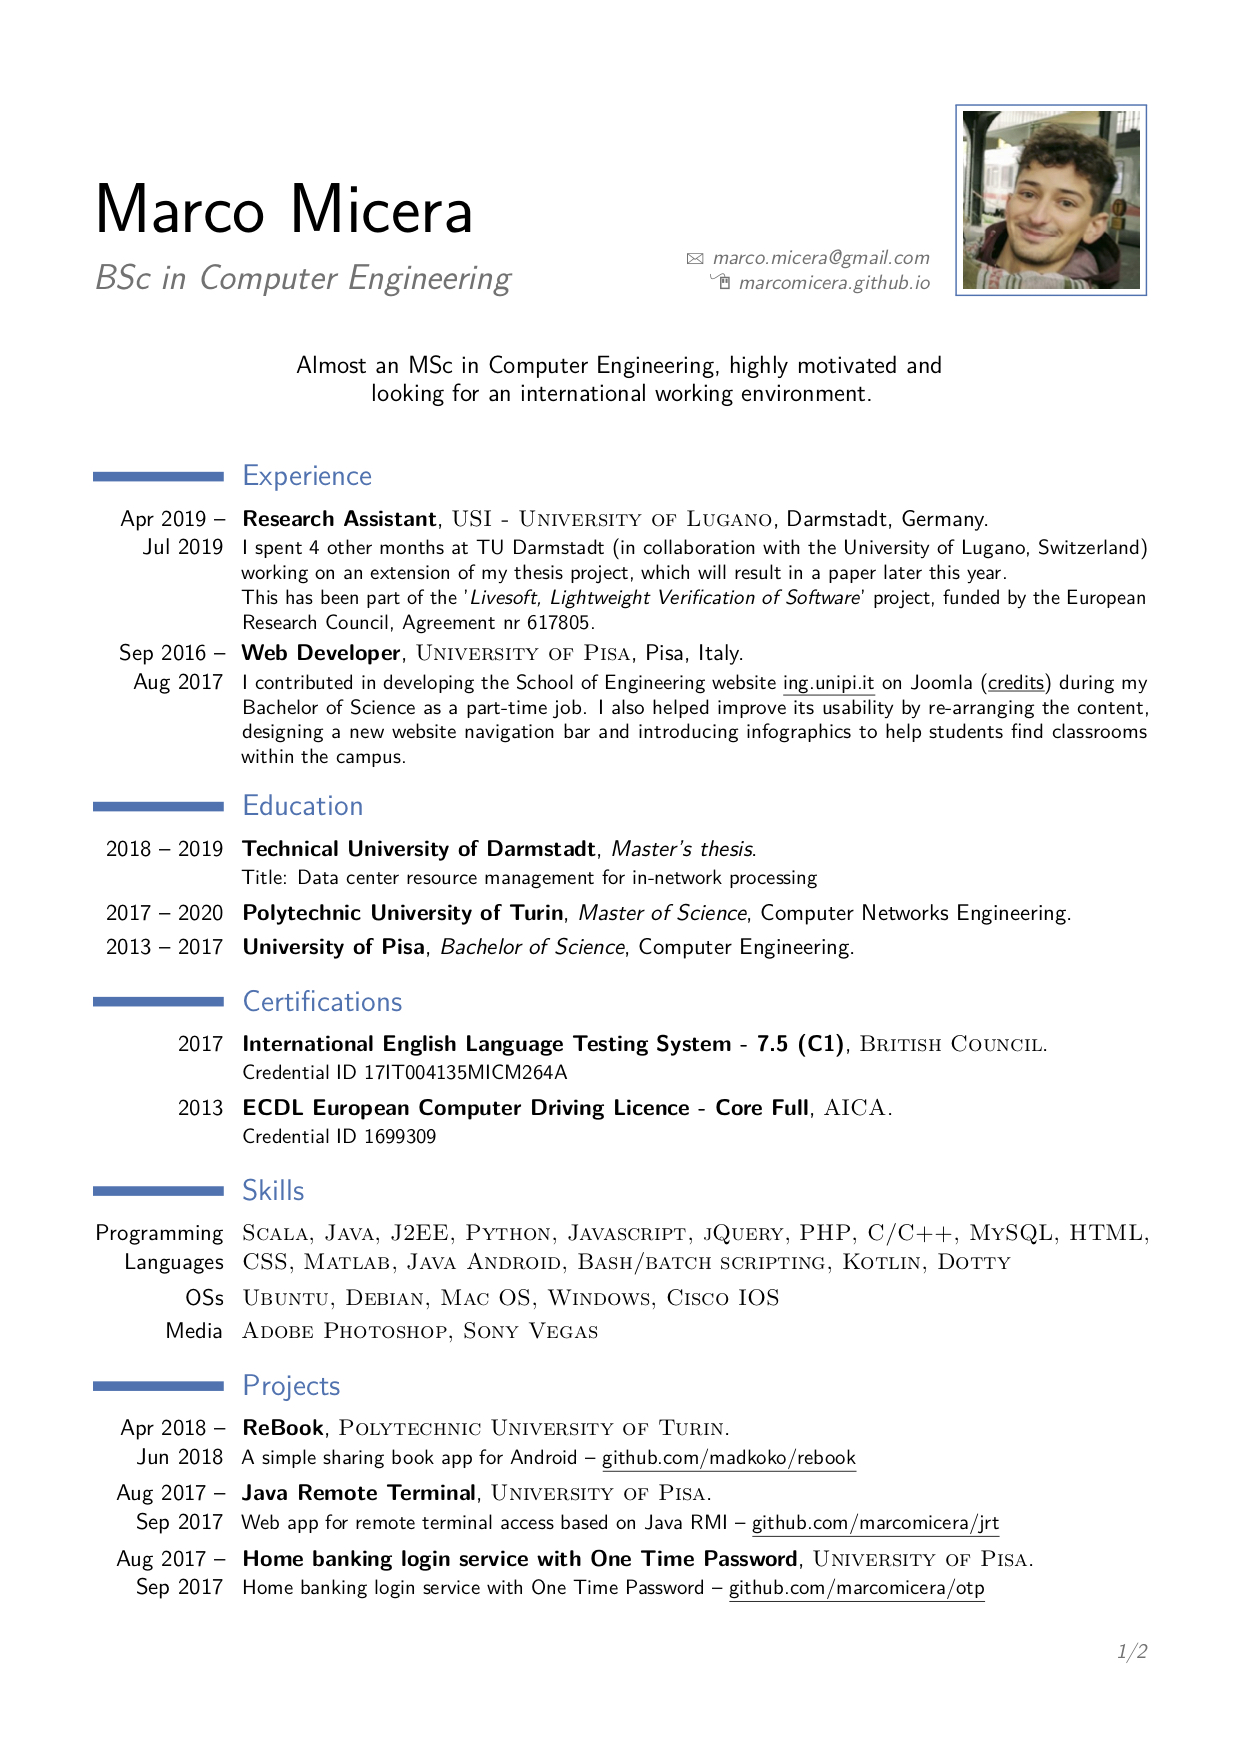 Marco Micera
BSc in Computer Engineering
marco.micera@gmail.com
marcomicera.github.io
Almost an MSc in Computer Engineering, highly motivated and
looking for an international working environment.
Experience
Apr 2019 – Research Assistant, USI - University of Lugano, Darmstadt, Germany.
Jul 2019 I spent 4 other months at TU Darmstadt (in collaboration with the University of Lugano, Switzerland)
working on an extension of my thesis project, which will result in a paper later this year.
This has been part of the 'Livesoft, Lightweight Verification of Software' project, funded by the European
Research Council, Agreement nr 617805.
Sep 2016 – Web Developer, University of Pisa, Pisa, Italy.
Aug 2017 I contributed in developing the School of Engineering website ing.unipi.it on Joomla (credits) during my
Bachelor of Science as a part-time job. I also helped improve its usability by re-arranging the content,
designing a new website navigation bar and introducing infographics to help students find classrooms
within the campus.
Education
2018 – 2019 Technical University of Darmstadt, Master's thesis.
Title: Data center resource management for in-network processing
2017 – 2020 Polytechnic University of Turin, Master of Science, Computer Networks Engineering.
2013 – 2017 University of Pisa, Bachelor of Science, Computer Engineering.
Certifications
2017 International English Language Testing System - 7.5 (C1), British Council.
Credential ID 17IT004135MICM264A
2013 ECDL European Computer Driving Licence - Core Full, AICA.
Credential ID 1699309
Skills
Programming Scala, Java, J2EE, Python, Javascript, jQuery, PHP, C/C++, MySQL, HTML,
Languages CSS, Matlab, Java Android, Bash/batch scripting, Kotlin, Dotty
OSs Ubuntu, Debian, Mac OS, Windows, Cisco IOS
Media Adobe Photoshop, Sony Vegas
Projects
Apr 2018 – ReBook, Polytechnic University of Turin.
Jun 2018 A simple sharing book app for Android – github.com/madkoko/rebook
Aug 2017 – Java Remote Terminal, University of Pisa.
Sep 2017 Web app for remote terminal access based on Java RMI – github.com/marcomicera/jrt
Aug 2017 – Home banking login service with One Time Password, University of Pisa.
Sep 2017 Home banking login service with One Time Password – github.com/marcomicera/otp
1/2